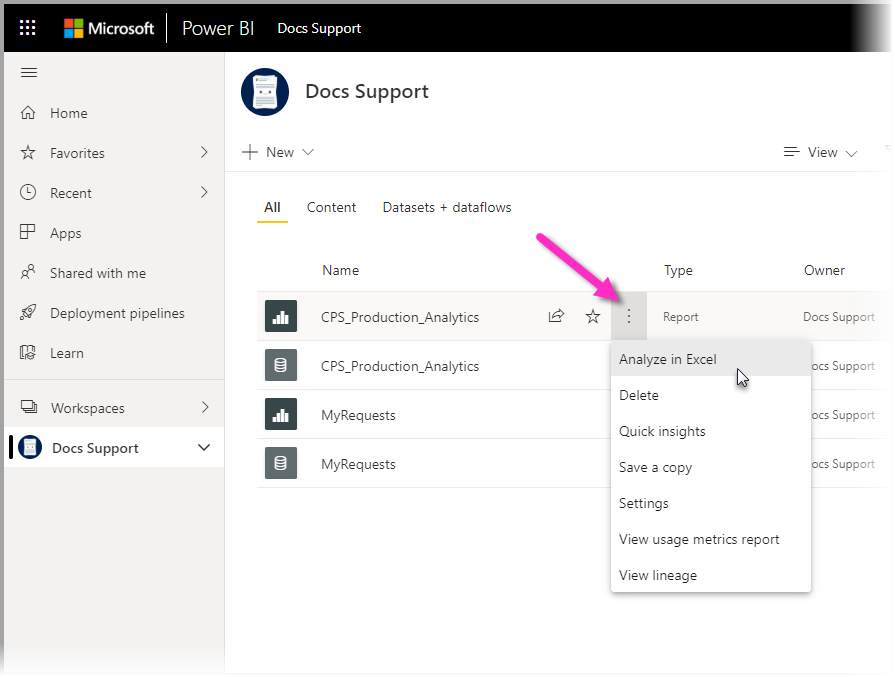 Microsoft Power BI Docs Support
Docs Support
Home
Favorites
Recent
Apps
Shared with me
Deployment pipelines
Learn
Workspaces
Docs Support
New
View
All Content Datasets + dataflows
Name Type Owner
CPS_Production_Analytics Report Docs Support
CPS_Production_Analytics ocs Support
MyRequests ocs Support
MyRequests ocs Support
Analyze in Excel
Delete
Quick insights
Save a copy
Settings
View usage metrics report
View lineage